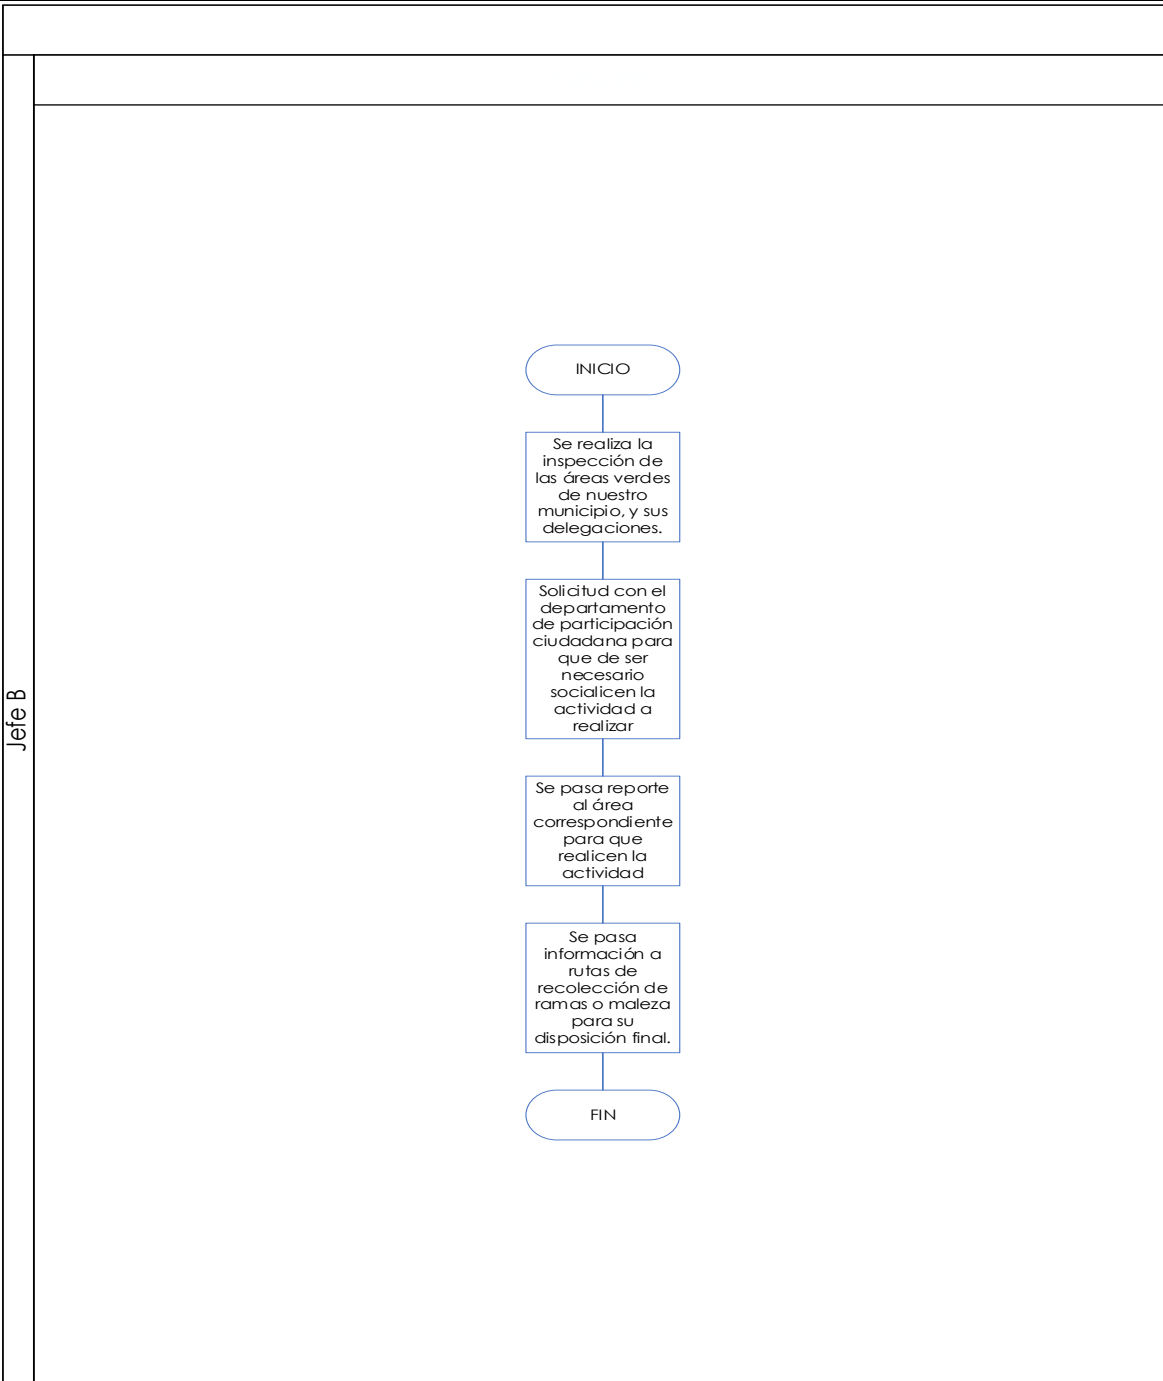 INICIO
Se realiza la
inspección de
las áreas verdes
de nuestro
municipio, y sus
delegaciones.
Solicitud con el
departamento
de participación
ciudadana para
que de ser
necesario
socialicen la
actividad a
realizar
Se pasa reporte
al área
correspondiente
para que
realicen la
actividad
Se pasa
información a
rutas de
recolección de
ramas o maleza
para su
disposición final.
FIN
Jefe B